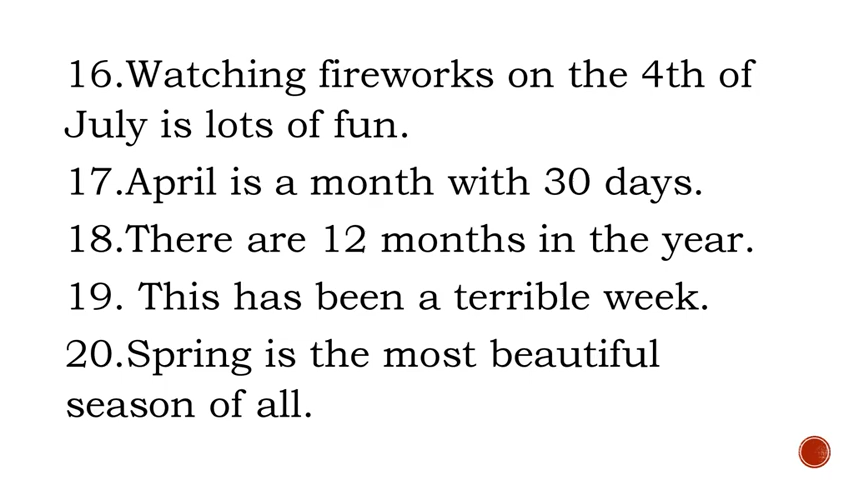 16.Watching fireworks on the 4th of
July is lots of fun.
17.April is a month with 30 days.
18.There are 12 months in the year.
19. This has been a terrible week.
20.Spring is the most beautiful
season of all.